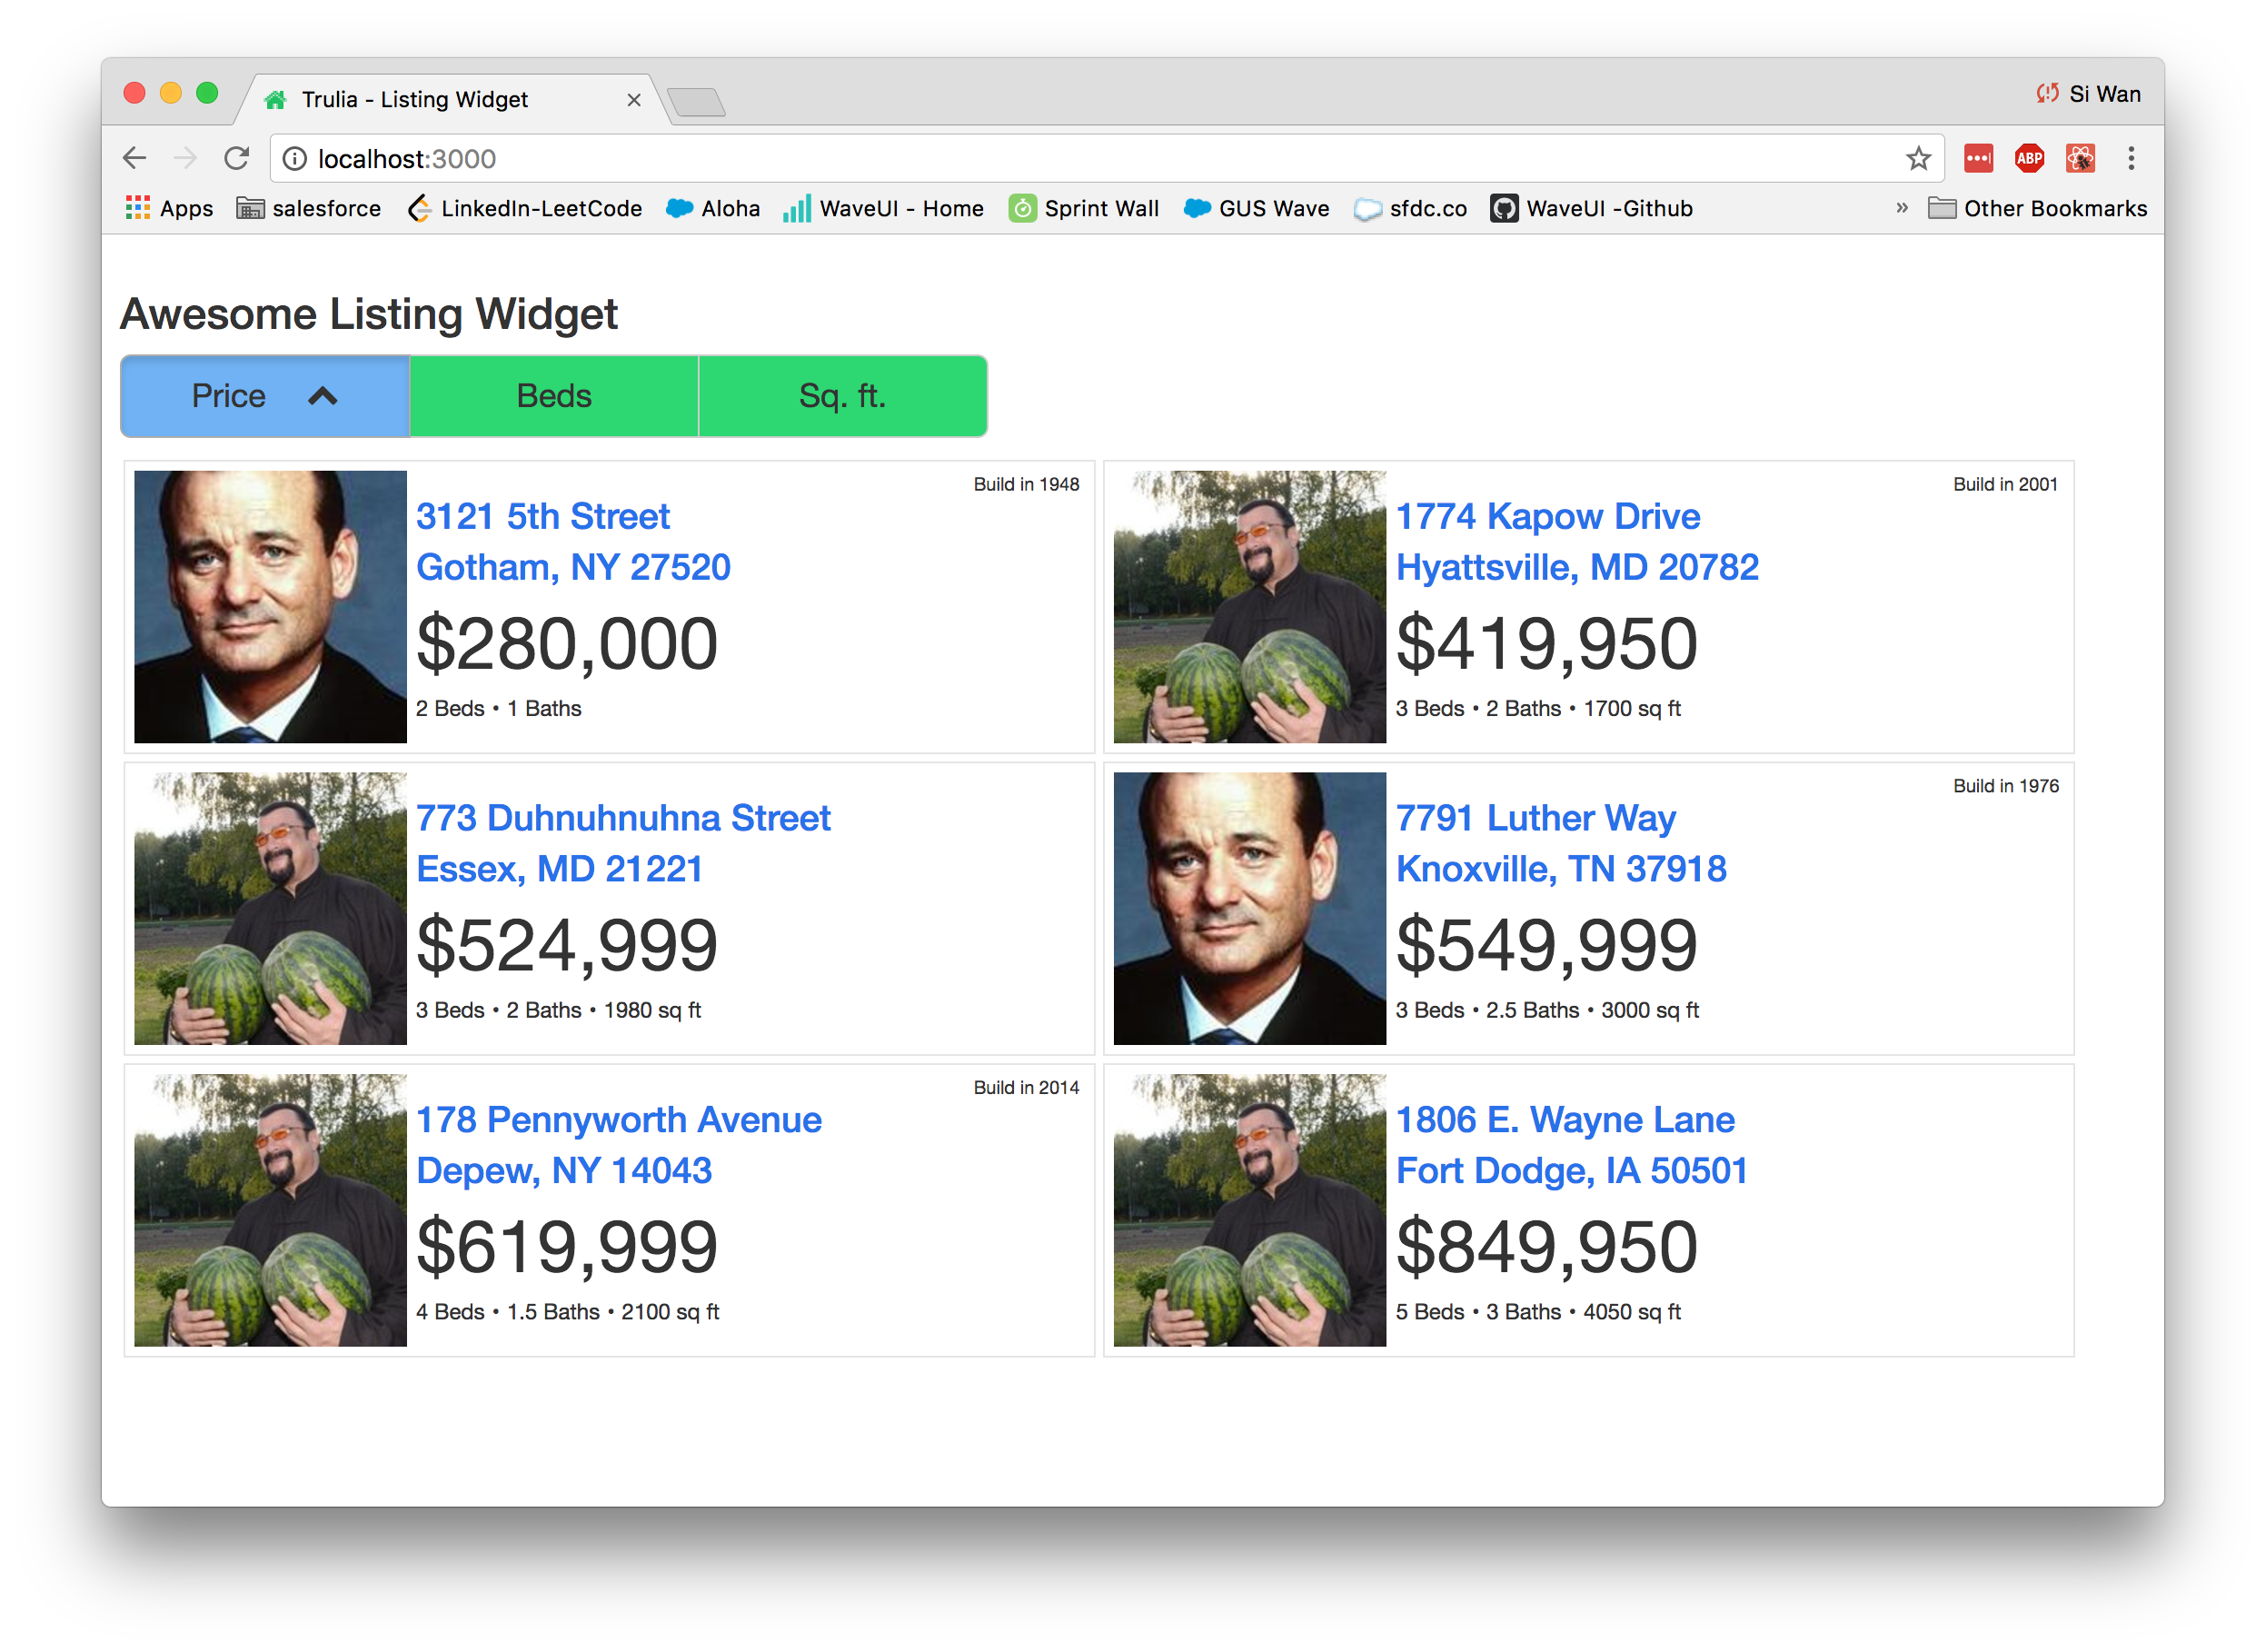 Trulia - Listing Widget
Si Wan
localhost:3000
ABP
Apps salesforce LinkedIn-LeetCode Aloha WaveUI - Home Sprint Wall GUS Wave sfdc.co WaveUI -Github » Other Bookmarks
Awesome Listing Widget
Price Beds Sq. ft.
Build in 1948
3121 5th Street
Gotham, NY 27520
$280,000
2 Beds • 1 Baths
Build in 2001
1774 Kapow Drive
Hyattsville, MD 20782
$419,950
3 Beds • 2 Baths • 1700 sq ft
773 Duhnuhnuhna Street
Essex, MD 21221
$524,999
3 Beds • 2 Baths • 1980 sq ft
Build in 1976
7791 Luther Way
Knoxville, TN 37918
$549,999
3 Beds • 2.5 Baths • 3000 sq ft
Build in 2014
178 Pennyworth Avenue
Depew, NY 14043
$619,999
4 Beds • 1.5 Baths • 2100 sq ft
1806 E. Wayne Lane
Fort Dodge, IA 50501
$849,950
5 Beds • 3 Baths • 4050 sq ft